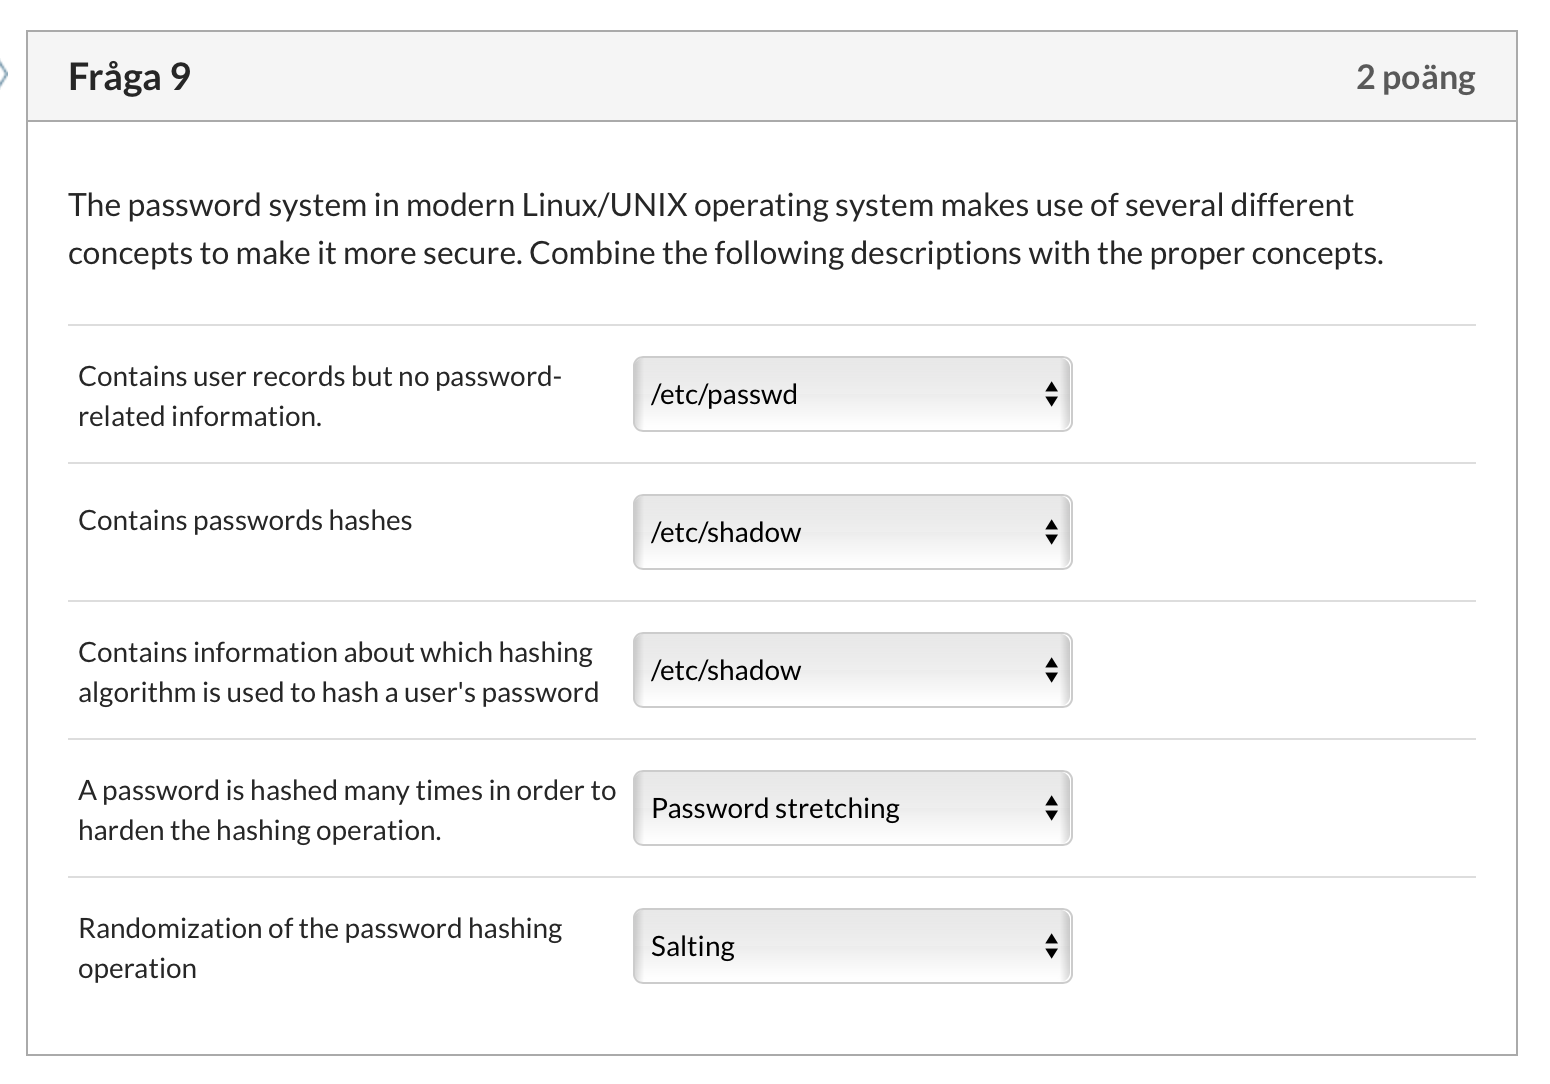 Fråga 9
2 poäng
The password system in modern Linux/UNIX operating system makes use of several different
concepts to make it more secure. Combine the following descriptions with the proper concepts.
Contains user records but no password-
related information.
/etc/passwd
Contains passwords hashes
/etc/shadow
Contains information about which hashing
algorithm is used to hash a user's password
/etc/shadow
A password is hashed many times in order to
harden the hashing operation.
Password stretching
Randomization of the password hashing
operation
Salting